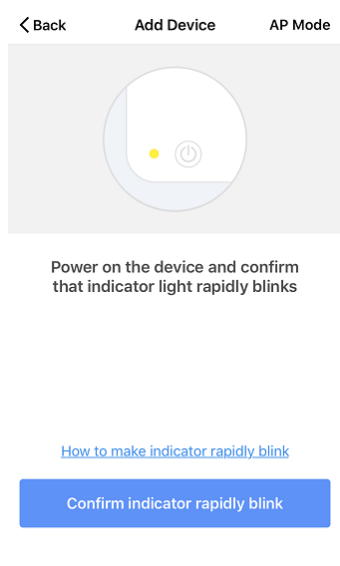 Back Add Device AP Mode
Power on the device and confirm
that indicator light rapidly blinks
How to make indicator rapidly blink
Confirm indicator rapidly blink